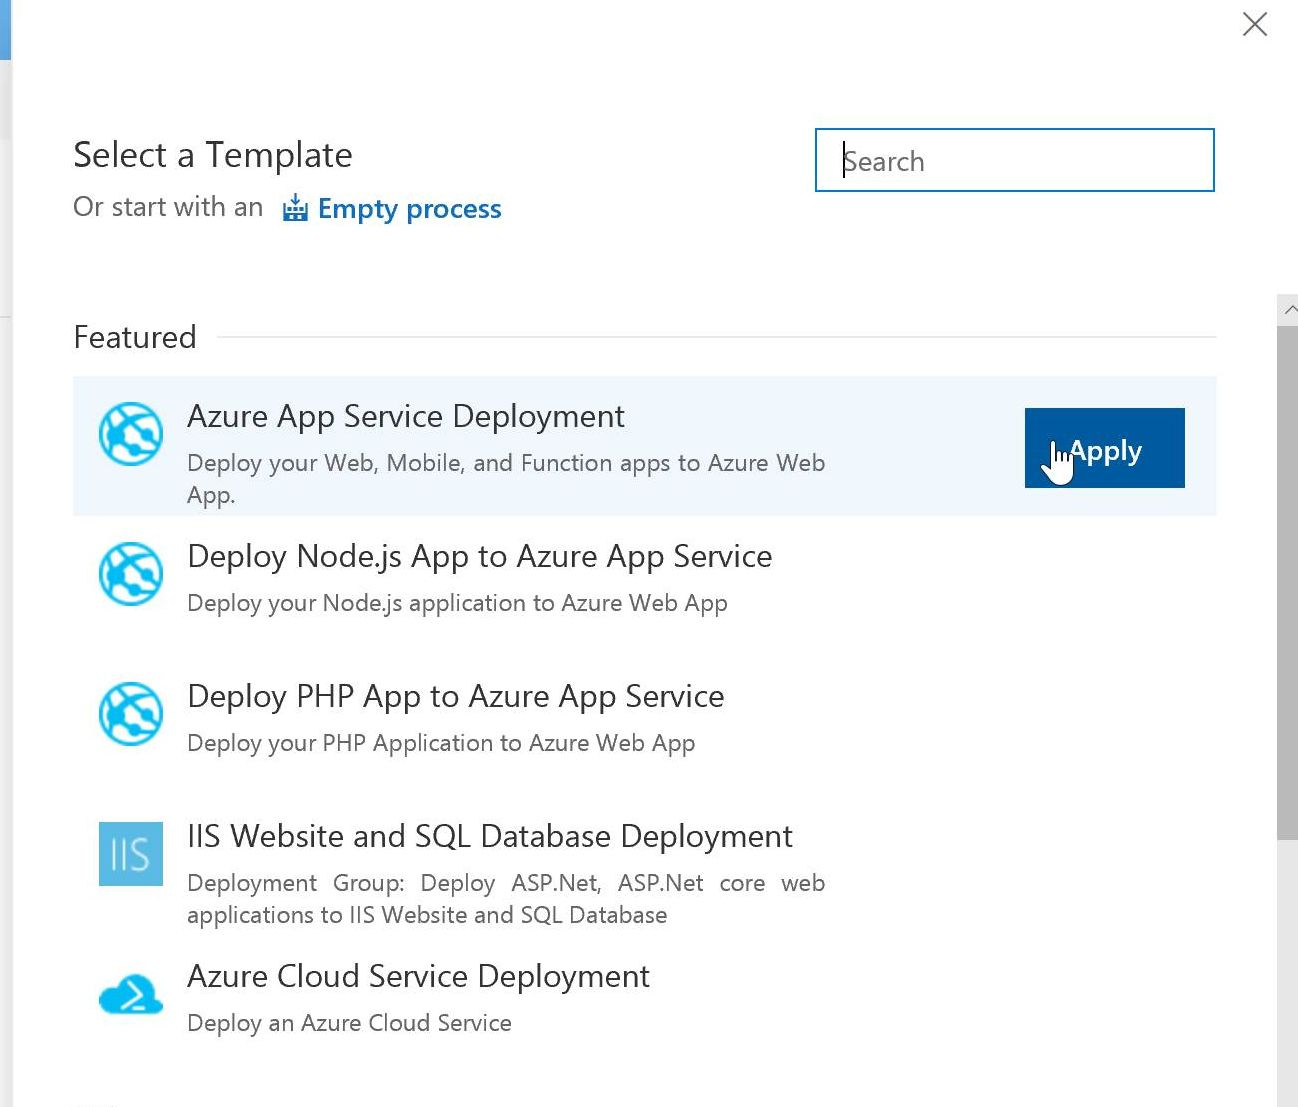 Select a Template
Search
Or start with an Empty process
Featured
Azure App Service Deployment
Deploy your Web, Mobile, and Function apps to Azure Web
App.
Apply
Deploy Node.js App to Azure App Service
Deploy your Node.js application to Azure Web App
Deploy PHP App to Azure App Service
Deploy your PHP Application to Azure Web App
IIS
IIS Website and SQL Database Deployment
Deployment Group: Deploy ASP.Net, ASP.Net core web
applications to IIS Website and SQL Database
Azure Cloud Service Deployment
Deploy an Azure Cloud Service